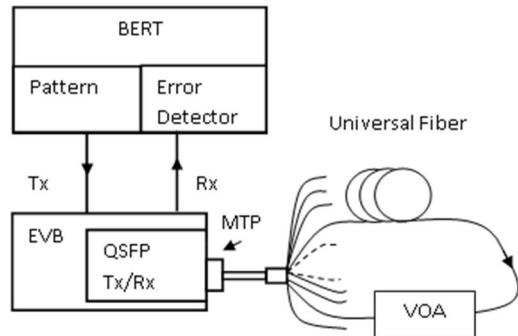 BERT
Pattern
Error
Detector
Universal Fiber
Tx
Rx
MTP
EVB
QSFP
Tx/Rx
VOA